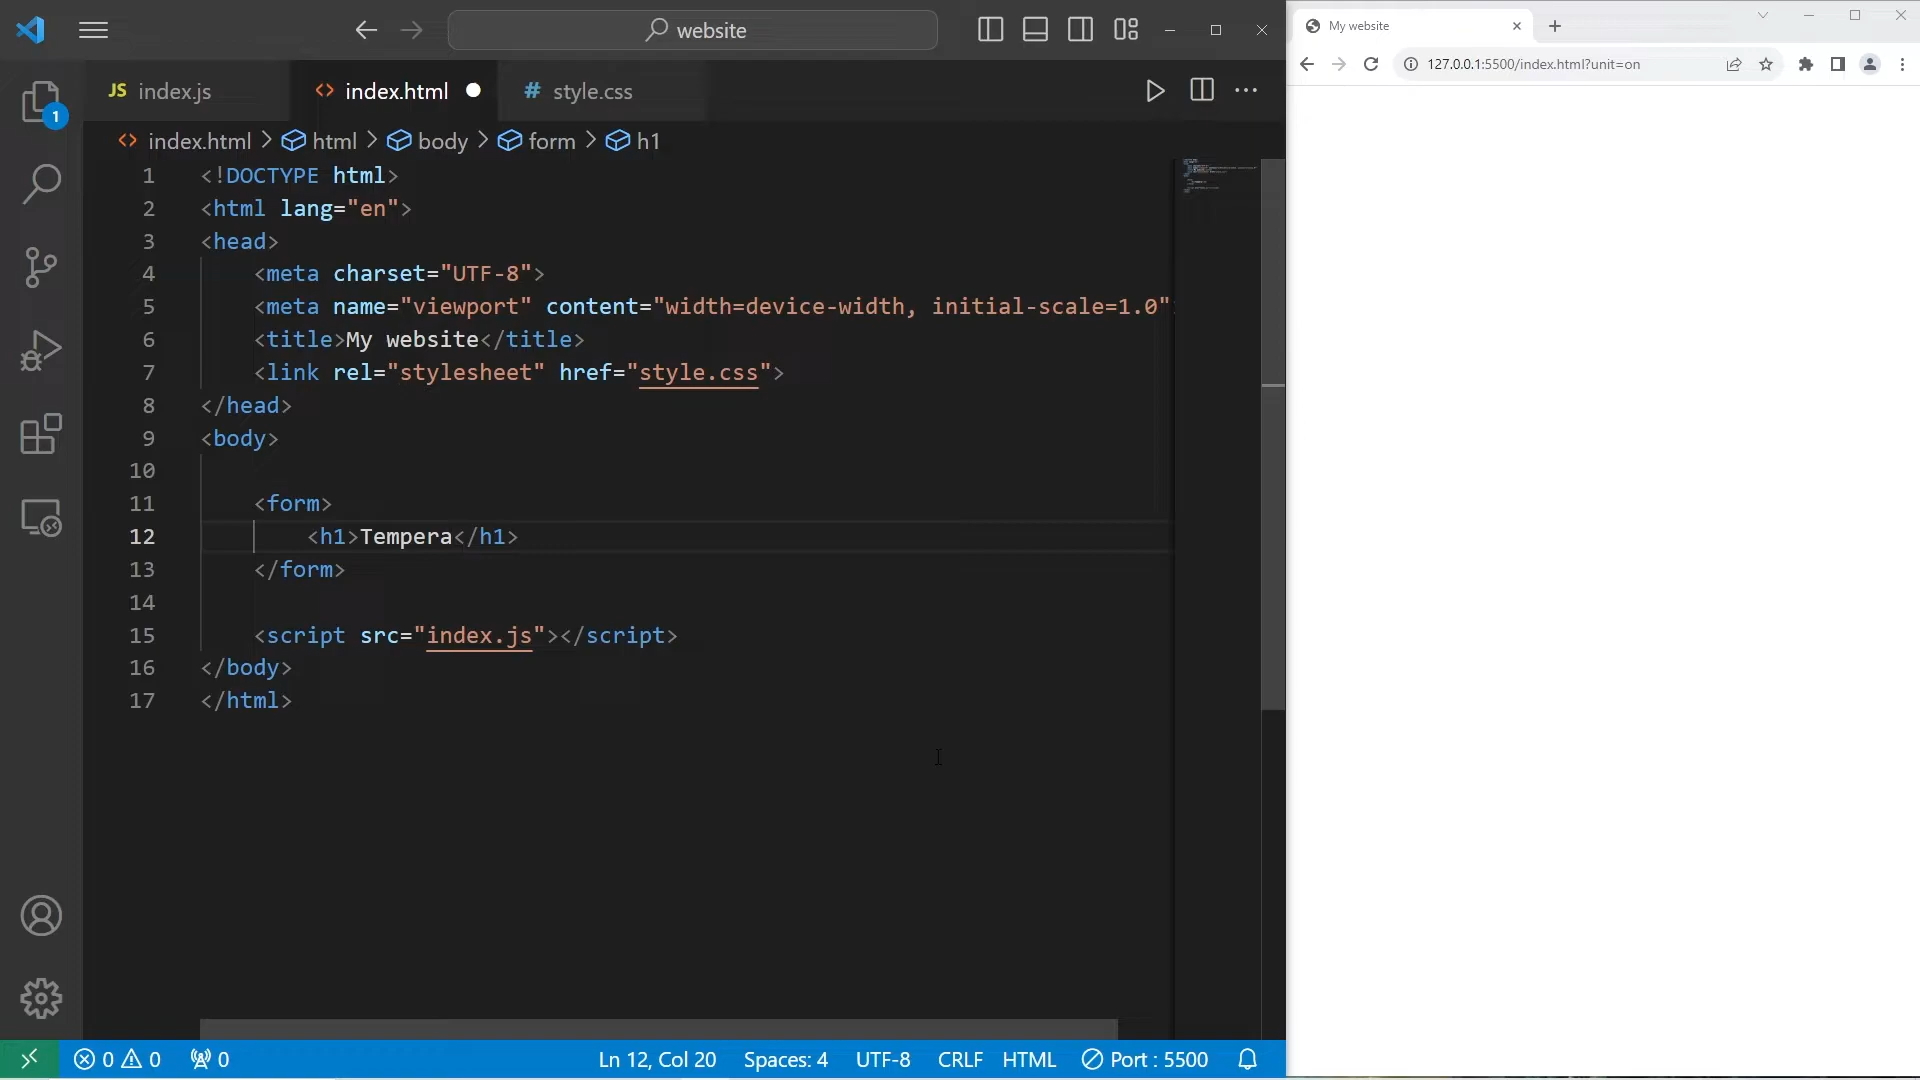 website
JS index.js
<> index.html
# style.css
1
<> index.html > html > body > form > h1
1 <!DOCTYPE html>
2 <html lang="en">
3 <head>
4 <meta charset="UTF-8">
5 <meta name="viewport" content="width=device-width, initial-scale=1.0"
6 <title>My website</title>
7 <link rel="stylesheet" href="style.css">
8 </head>
9 <body>
10
11 <form>
12 <h1>Tempera</h1>
13 </form>
14
15 <script src="index.js"></script>
16 </body>
17 </html>
0 0 0
Ln 12, Col 20 Spaces: 4 UTF-8 CRLF HTML Port : 5500
My website
127.0.0.1:5500/index.html?unit=on